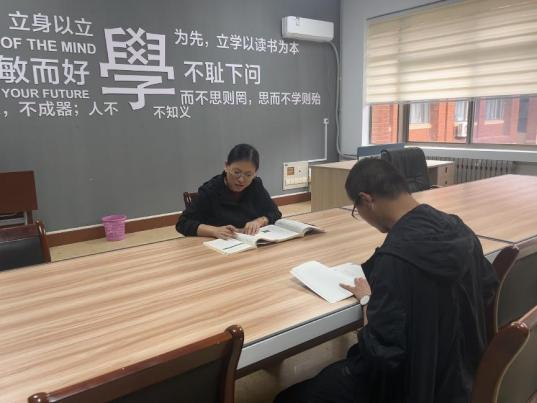 立身以立
为先，立学以读书为本
OF THE MIND
學
敏而好
不耻下问
YOUR FUTURE
而不思则罔，思而不学则殆
，不成器；人不
不知义